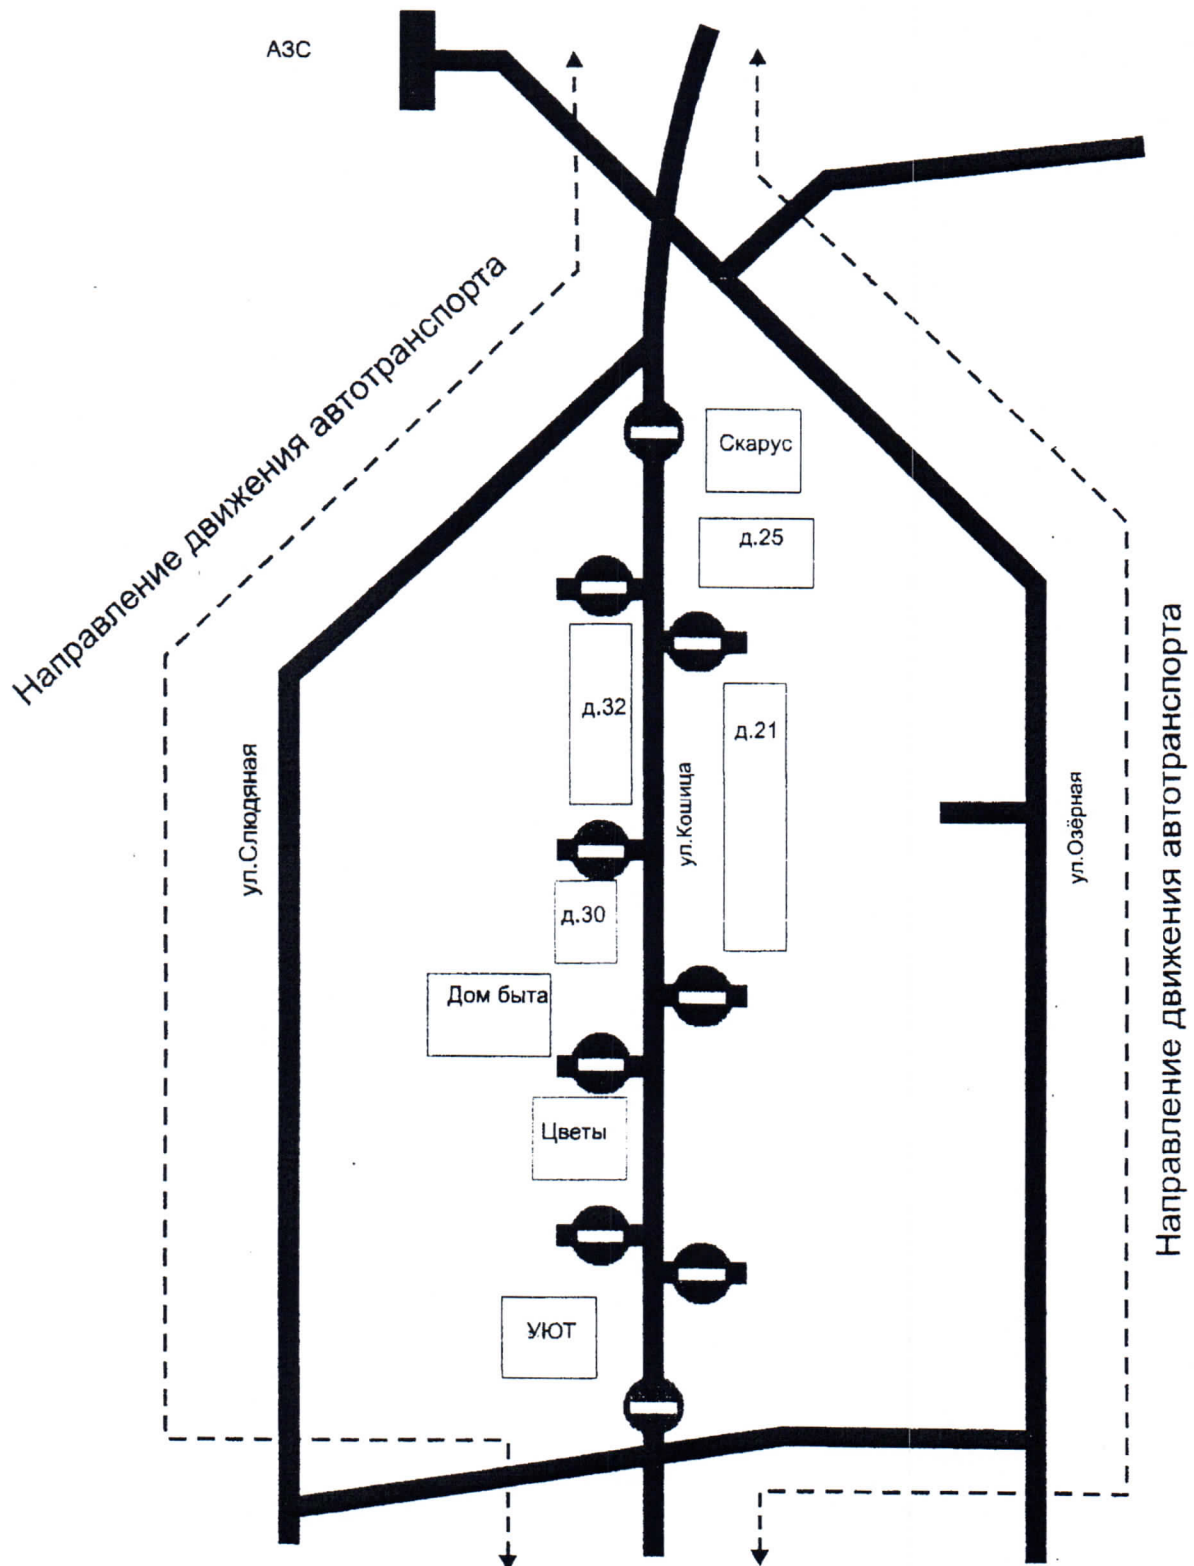 АЗС
Направление движения автотранспорта
Скарус
д.25
д.32
д.21
ул.Слюдяная
ул.Кошица
ул.Озёрная
Направление движения автотранспорта
д.30
Дом быта
Цветы
УЮТ